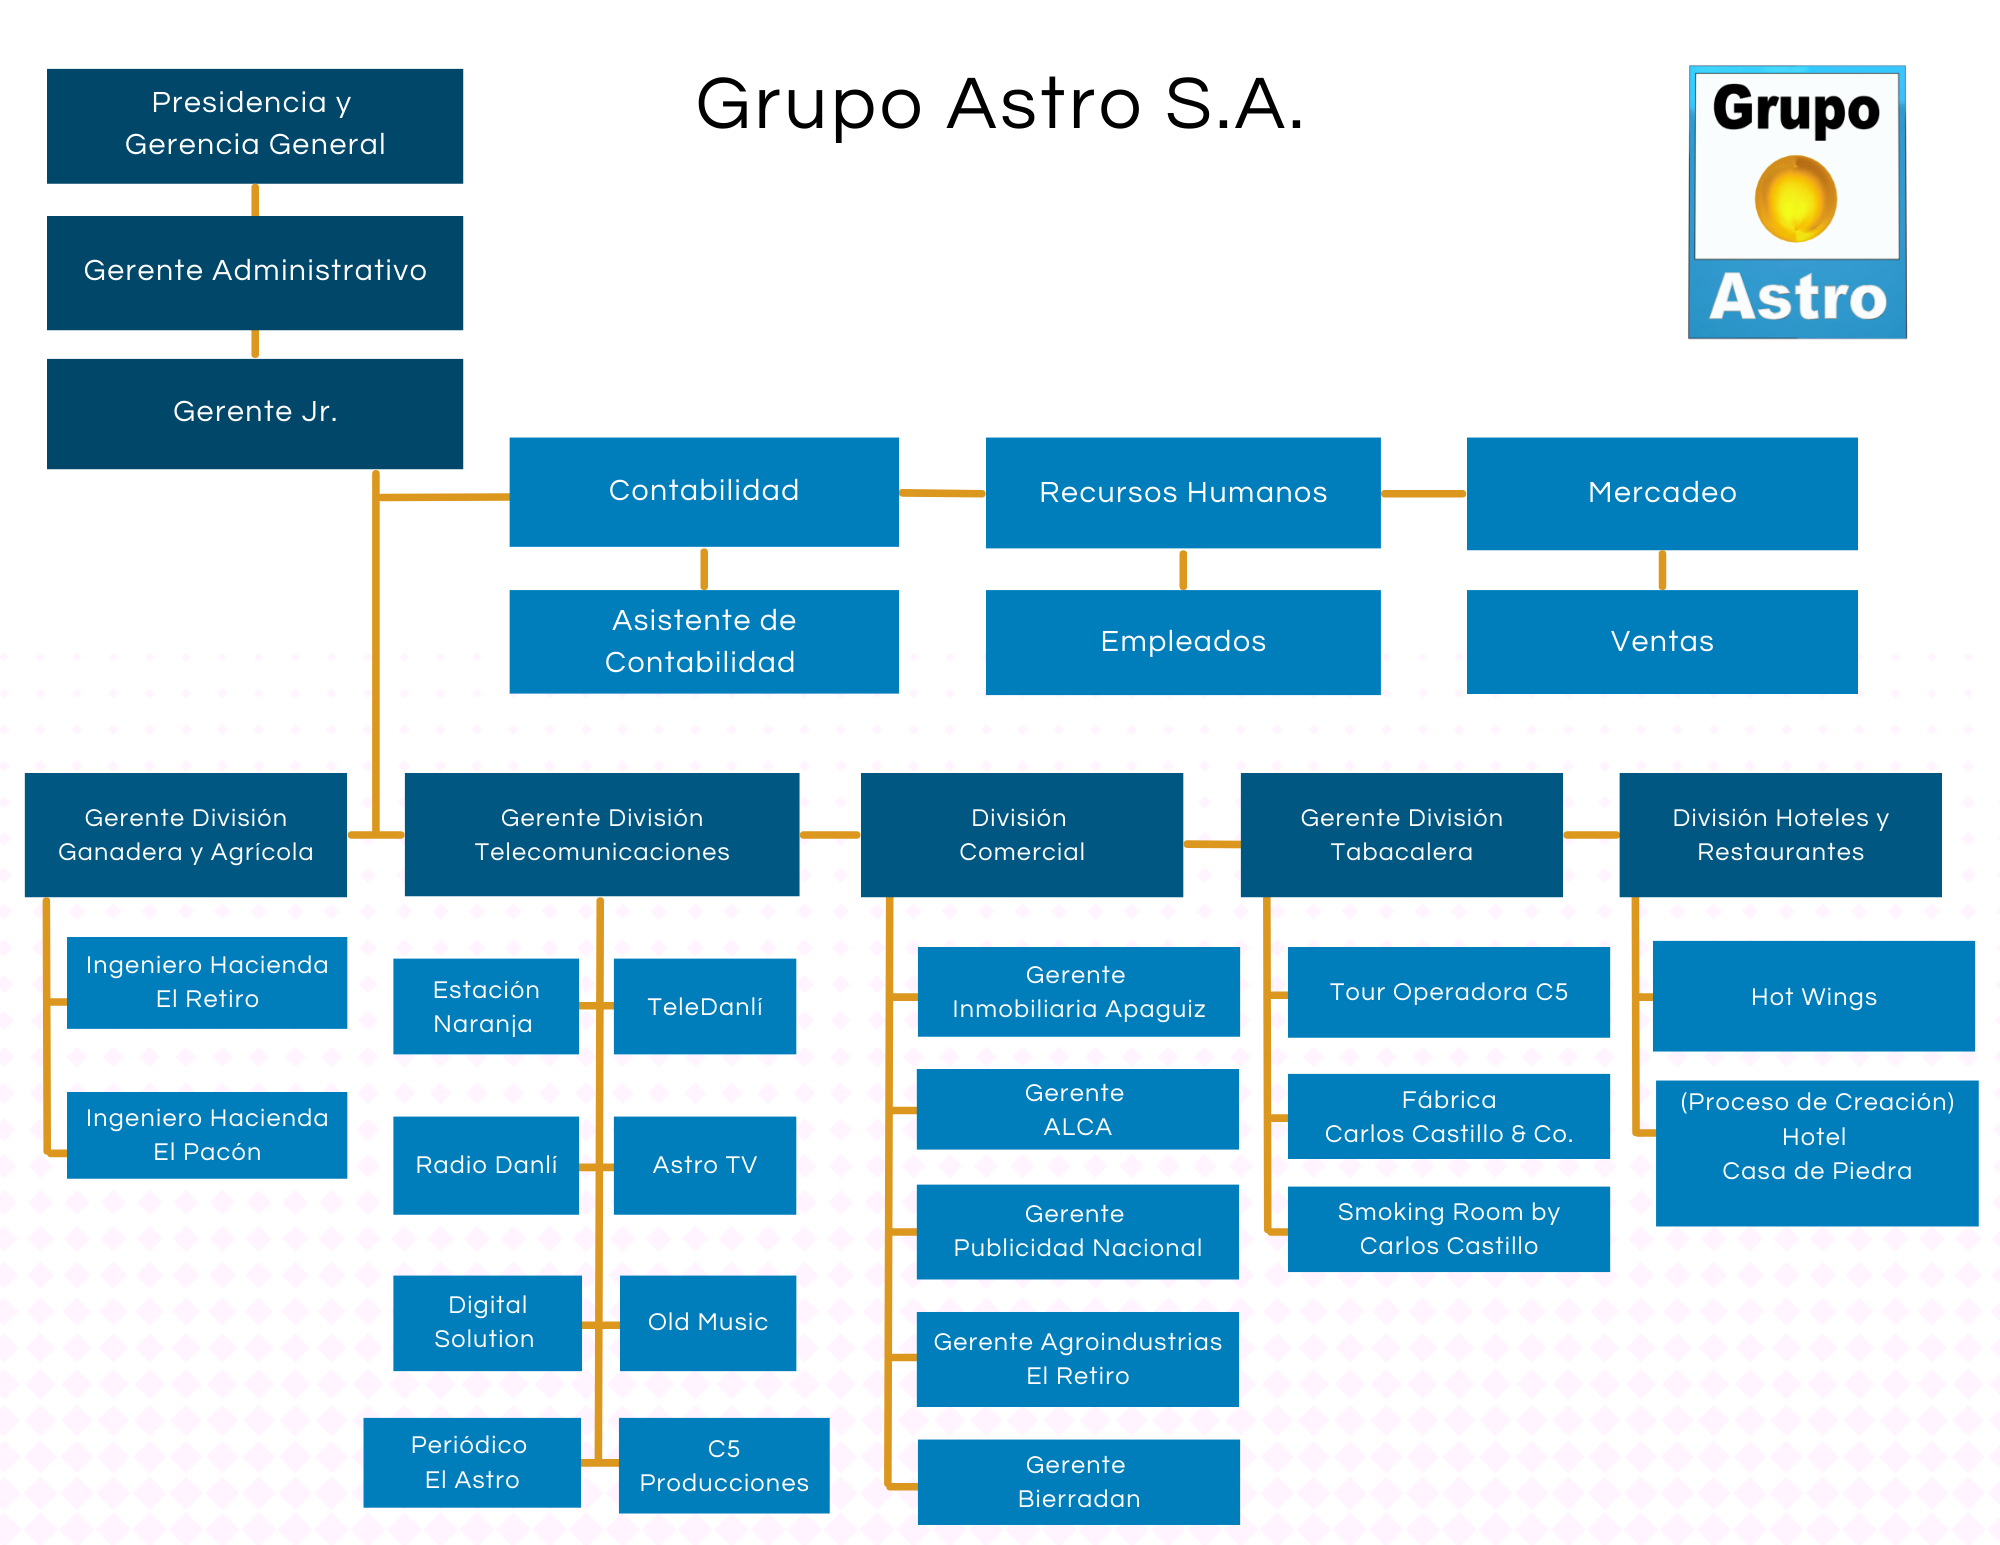 Grupo Astro S.A.
Grupo
Astro
Presidencia y
Gerencia General
Gerente Administrativo
Gerente Jr.
Contabilidad
Recursos Humanos
Mercadeo
Asistente de
Contabilidad
Empleados
Ventas
Gerente División
Ganadera y Agrícola
Gerente División
Telecomunicaciones
División
Comercial
Gerente División
Tabacalera
División Hoteles y
Restaurantes
Ingeniero Hacienda
El Retiro
Ingeniero Hacienda
El Pacón
Estación
Naranja
TeleDanlí
Radio Danlí
Astro TV
Digital
Solution
Old Music
Periódico
El Astro
C5
Producciones
Gerente
Inmobiliaria Apaguiz
Gerente
ALCA
Gerente
Publicidad Nacional
Gerente Agroindustrias
El Retiro
Gerente
Bierradan
Tour Operadora C5
Fábrica
Carlos Castillo & Co.
Smoking Room by
Carlos Castillo
Hot Wings
(Proceso de Creación)
Hotel
Casa de Piedra